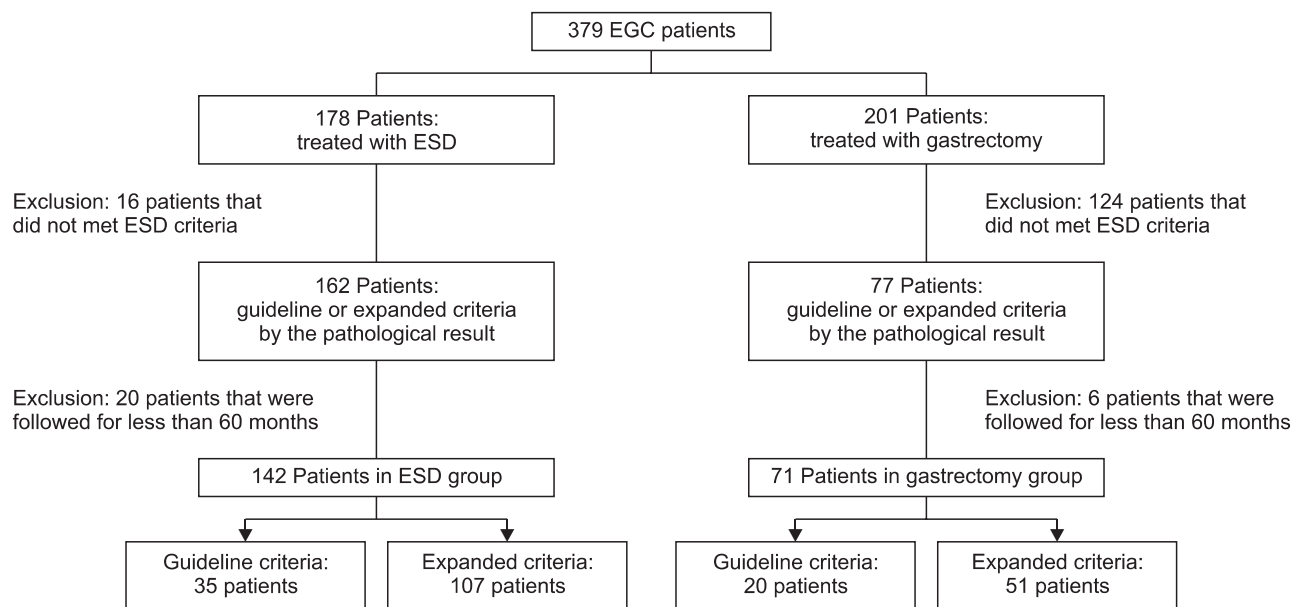 379 EGC patients
178 Patients:
treated with ESD
201 Patients:
treated with gastrectomy
Exclusion: 16 patients that
did not met ESD criteria
Exclusion: 124 patients that
did not met ESD criteria
162 Patients:
guideline or expanded criteria
by the pathological result
77 Patients:
guideline or expanded criteria
by the pathological result
Exclusion: 20 patients that were
followed for less than 60 months
Exclusion: 6 patients that were
followed for less than 60 months
142 Patients in ESD group
71 Patients in gastrectomy group
Guideline criteria:
35 patients
Expanded criteria:
107 patients
Guideline criteria:
20 patients
Expanded criteria:
51 patients